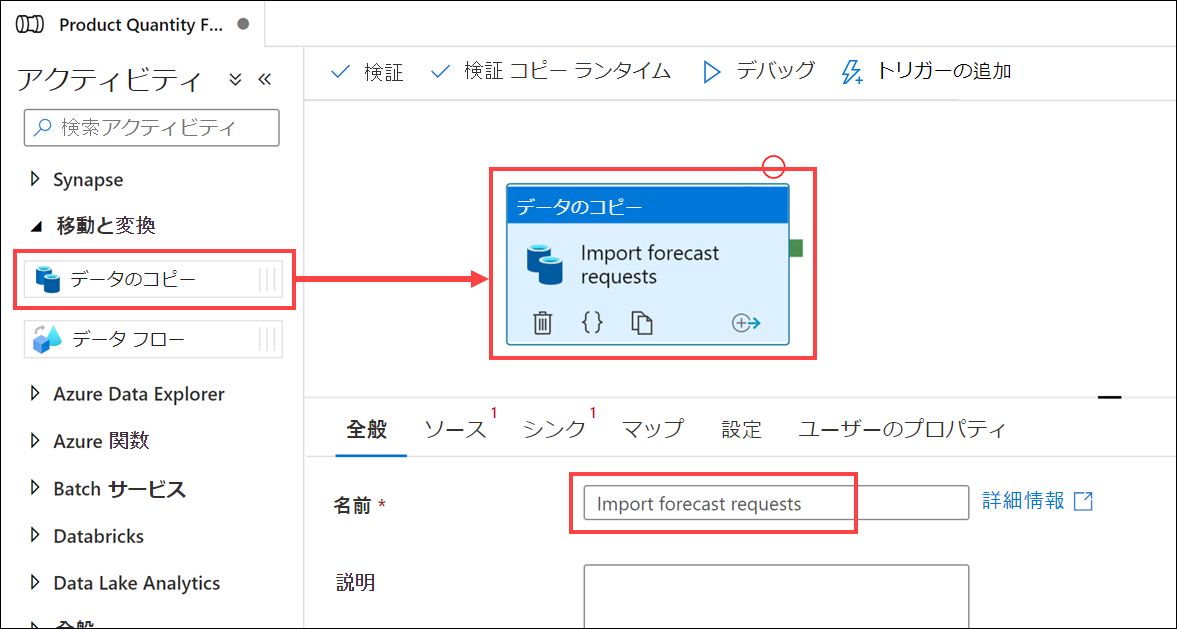 Product Quantity F...
アクティビティ
検証
検証 コピー ランタイム
デバッグ
トリガーの追加
検索アクティビティ
Synapse
移動と変換
データのコピー
データ フロー
Azure Data Explorer
Azure 関数
Batch サービス
Databricks
Data Lake Analytics
全般
データのコピー
Import forecast
requests
全般
ソース 1
シンク 1
マップ
設定
ユーザーのプロパティ
名前 *
Import forecast requests
詳細情報
説明